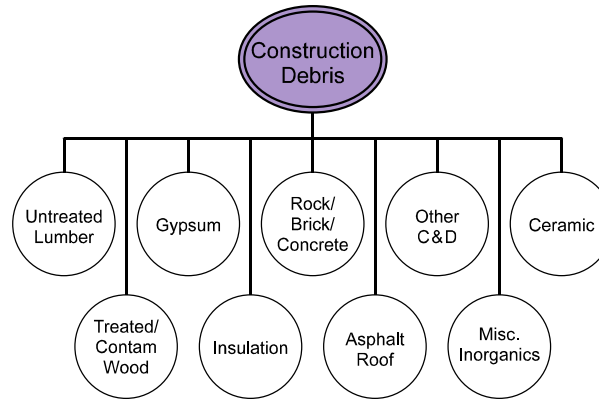 Construction
Debris
Untreated
Lumber
Gypsum
Rock/
Brick/
Concrete
Other
C&D
Ceramic
Treated/
Contam
Wood
Insulation
Asphalt
Roof
Misc.
Inorganics